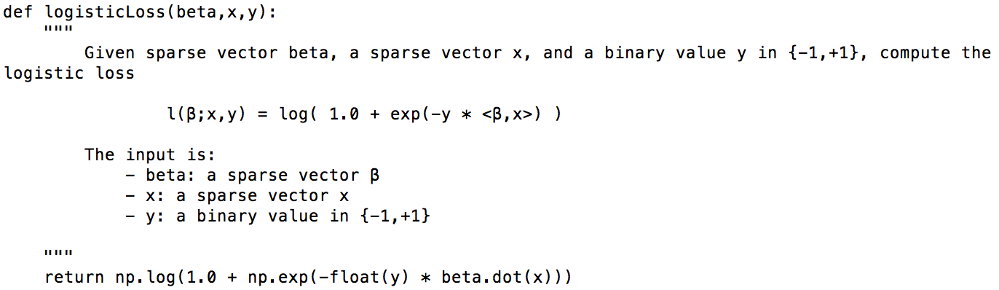 def logisticLoss(beta,x,y):
    """
        Given sparse vector beta, a sparse vector x, and a binary value y in {-1,+1}, compute the
logistic loss
                l(β;x,y) = log( 1.0 + exp(-y * <β,x>) )
        The input is:
            - beta: a sparse vector β
            - x: a sparse vector x
            - y: a binary value in {-1,+1}
    """
    return np.log(1.0 + np.exp(-float(y) * beta.dot(x)))